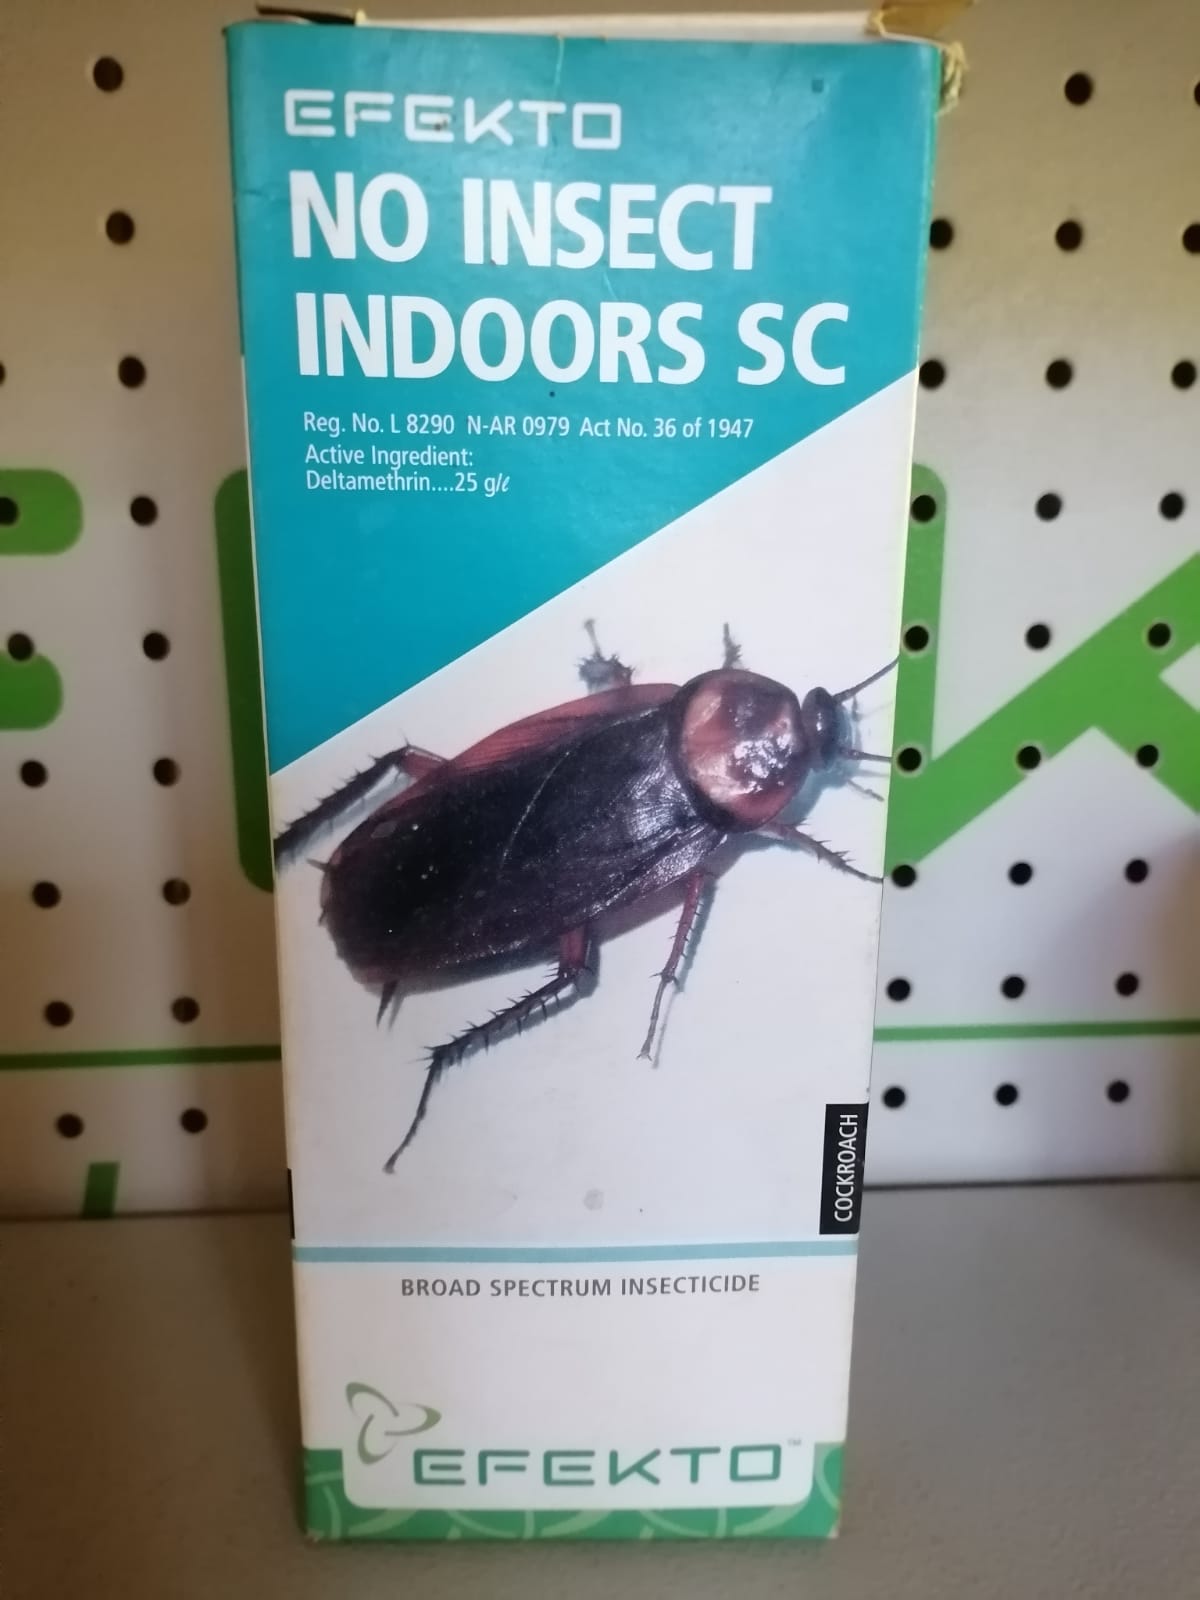 EFEKTO
NO INSECT
INDOORS SC
Reg. No. L 8290 N-AR 0979 Act No. 36 of 1947
Active Ingredient:
Deltamethrin....25 g/ℓ
COCKROACH
BROAD SPECTRUM INSECTICIDE
EFEKTO™